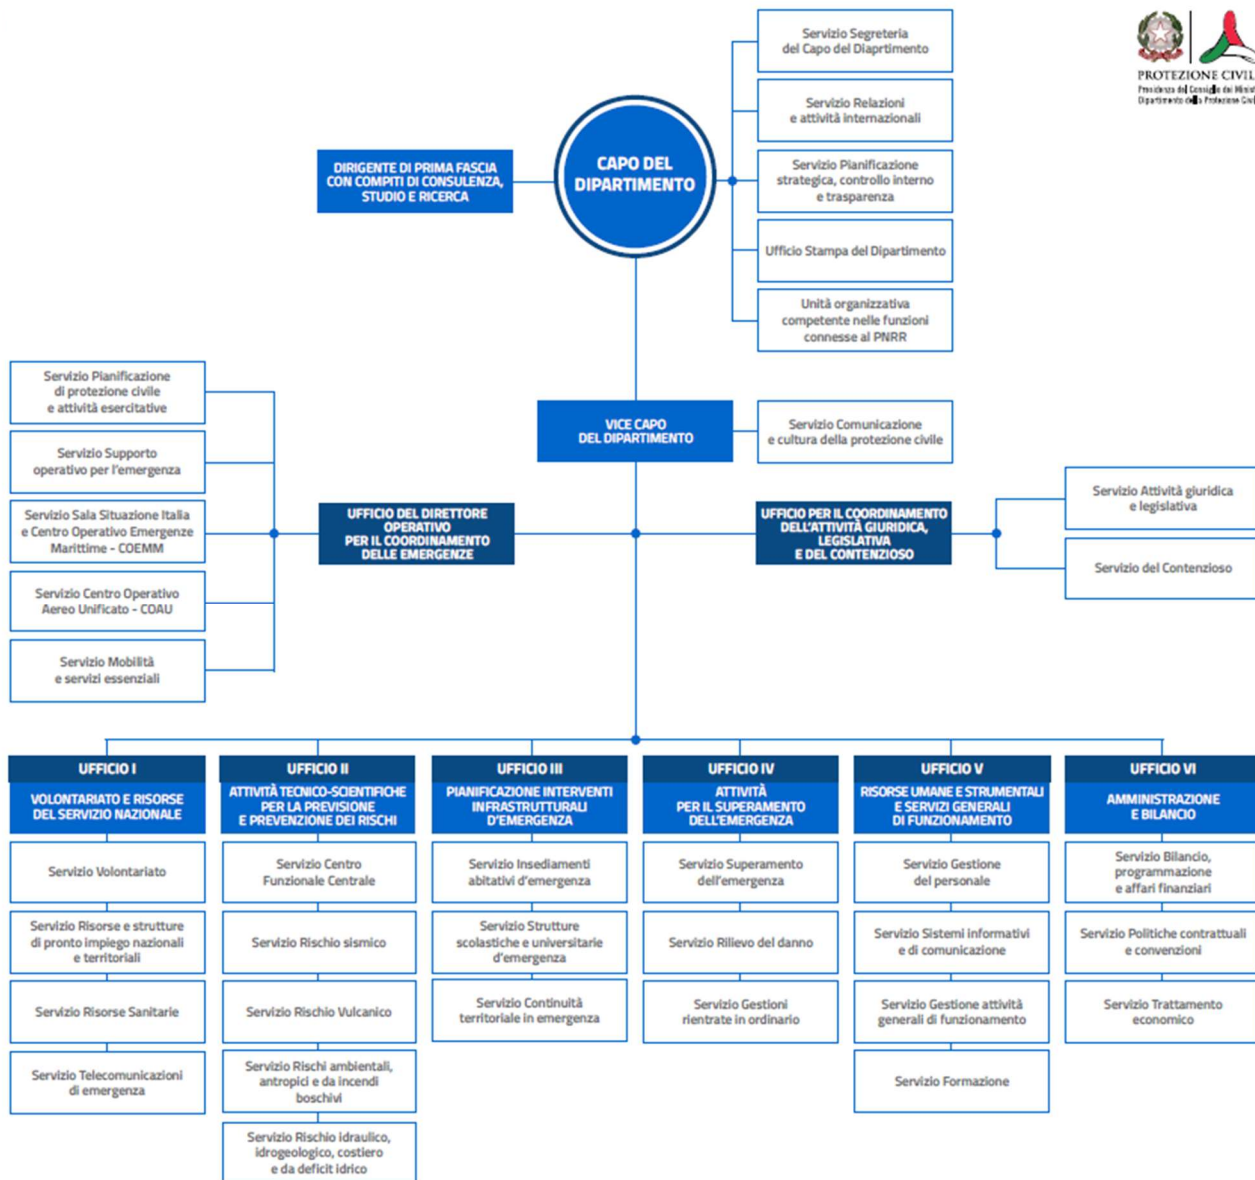 PROTEZIONE CIVIL
Presidenza del Consiglio dei Minist
Dipartimento della Protezione Civil
Servizio Segreteria
del Capo del Diaprtimento
Servizio Relazioni
e attività internazionali
DIRIGENTE DI PRIMA FASCIA
CON COMPITI DI CONSULENZA,
STUDIO E RICERCA
CAPO DEL
DIPARTIMENTO
Servizio Pianificazione
strategica, controllo interno
e trasparenza
Ufficio Stampa del Dipartimento
Unità organizzativa
competente nelle funzioni
connesse al PNRR
VICE CAPO
DEL DIPARTIMENTO
Servizio Comunicazione
e cultura della protezione civile
Servizio Pianificazione
di protezione civile
e attività esercitative
Servizio Supporto
operativo per l'emergenza
Servizio Sala Situazione Italia
e Centro Operativo Emergenze
Marittime - COEMM
Servizio Centro Operativo
Aereo Unificato - COAU
Servizio Mobilità
e servizi essenziali
UFFICIO DEL DIRETTORE
OPERATIVO
PER IL COORDINAMENTO
DELLE EMERGENZE
UFFICIO PER IL COORDINAMENTO
DELL'ATTIVITÀ GIURIDICA,
LEGISLATIVA
E DEL CONTENZIOSO
Servizio Attività giuridica
e legislativa
Servizio del Contenzioso
UFFICIO I
VOLONTARIATO E RISORSE
DEL SERVIZIO NAZIONALE
Servizio Volontariato
Servizio Risorse e strutture
di pronto impiego nazionali
e territoriali
Servizio Risorse Sanitarie
Servizio Telecomunicazioni
di emergenza
UFFICIO II
ATTIVITÀ TECNICO-SCIENTIFICHE
PER LA PREVISIONE
E PREVENZIONE DEI RISCHI
Servizio Centro
Funzionale Centrale
Servizio Rischio sismico
Servizio Rischio Vulcanico
Servizio Rischi ambientali,
antropici e da incendi
boschivi
Servizio Rischio idraulico,
idrogeologico, costiero
e da deficit idrico
UFFICIO III
PIANIFICAZIONE INTERVENTI
INFRASTRUTTURALI
D'EMERGENZA
Servizio Insediamenti
abitativi d'emergenza
Servizio Strutture
scolastiche e universitarie
d'emergenza
Servizio Continuità
territoriale in emergenza
UFFICIO IV
ATTIVITÀ
PER IL SUPERAMENTO
DELL'EMERGENZA
Servizio Superamento
dell'emergenza
Servizio Rilievo del danno
Servizio Gestioni
rientrate in ordinario
UFFICIO V
RISORSE UMANE E STRUMENTALI
E SERVIZI GENERALI
DI FUNZIONAMENTO
Servizio Gestione
del personale
Servizio Sistemi informativi
e di comunicazione
Servizio Gestione attività
generali di funzionamento
Servizio Formazione
UFFICIO VI
AMMINISTRAZIONE
E BILANCIO
Servizio Bilancio,
programmazione
e affari finanziari
Servizio Politiche contrattuali
e convenzioni
Servizio Trattamento
economico